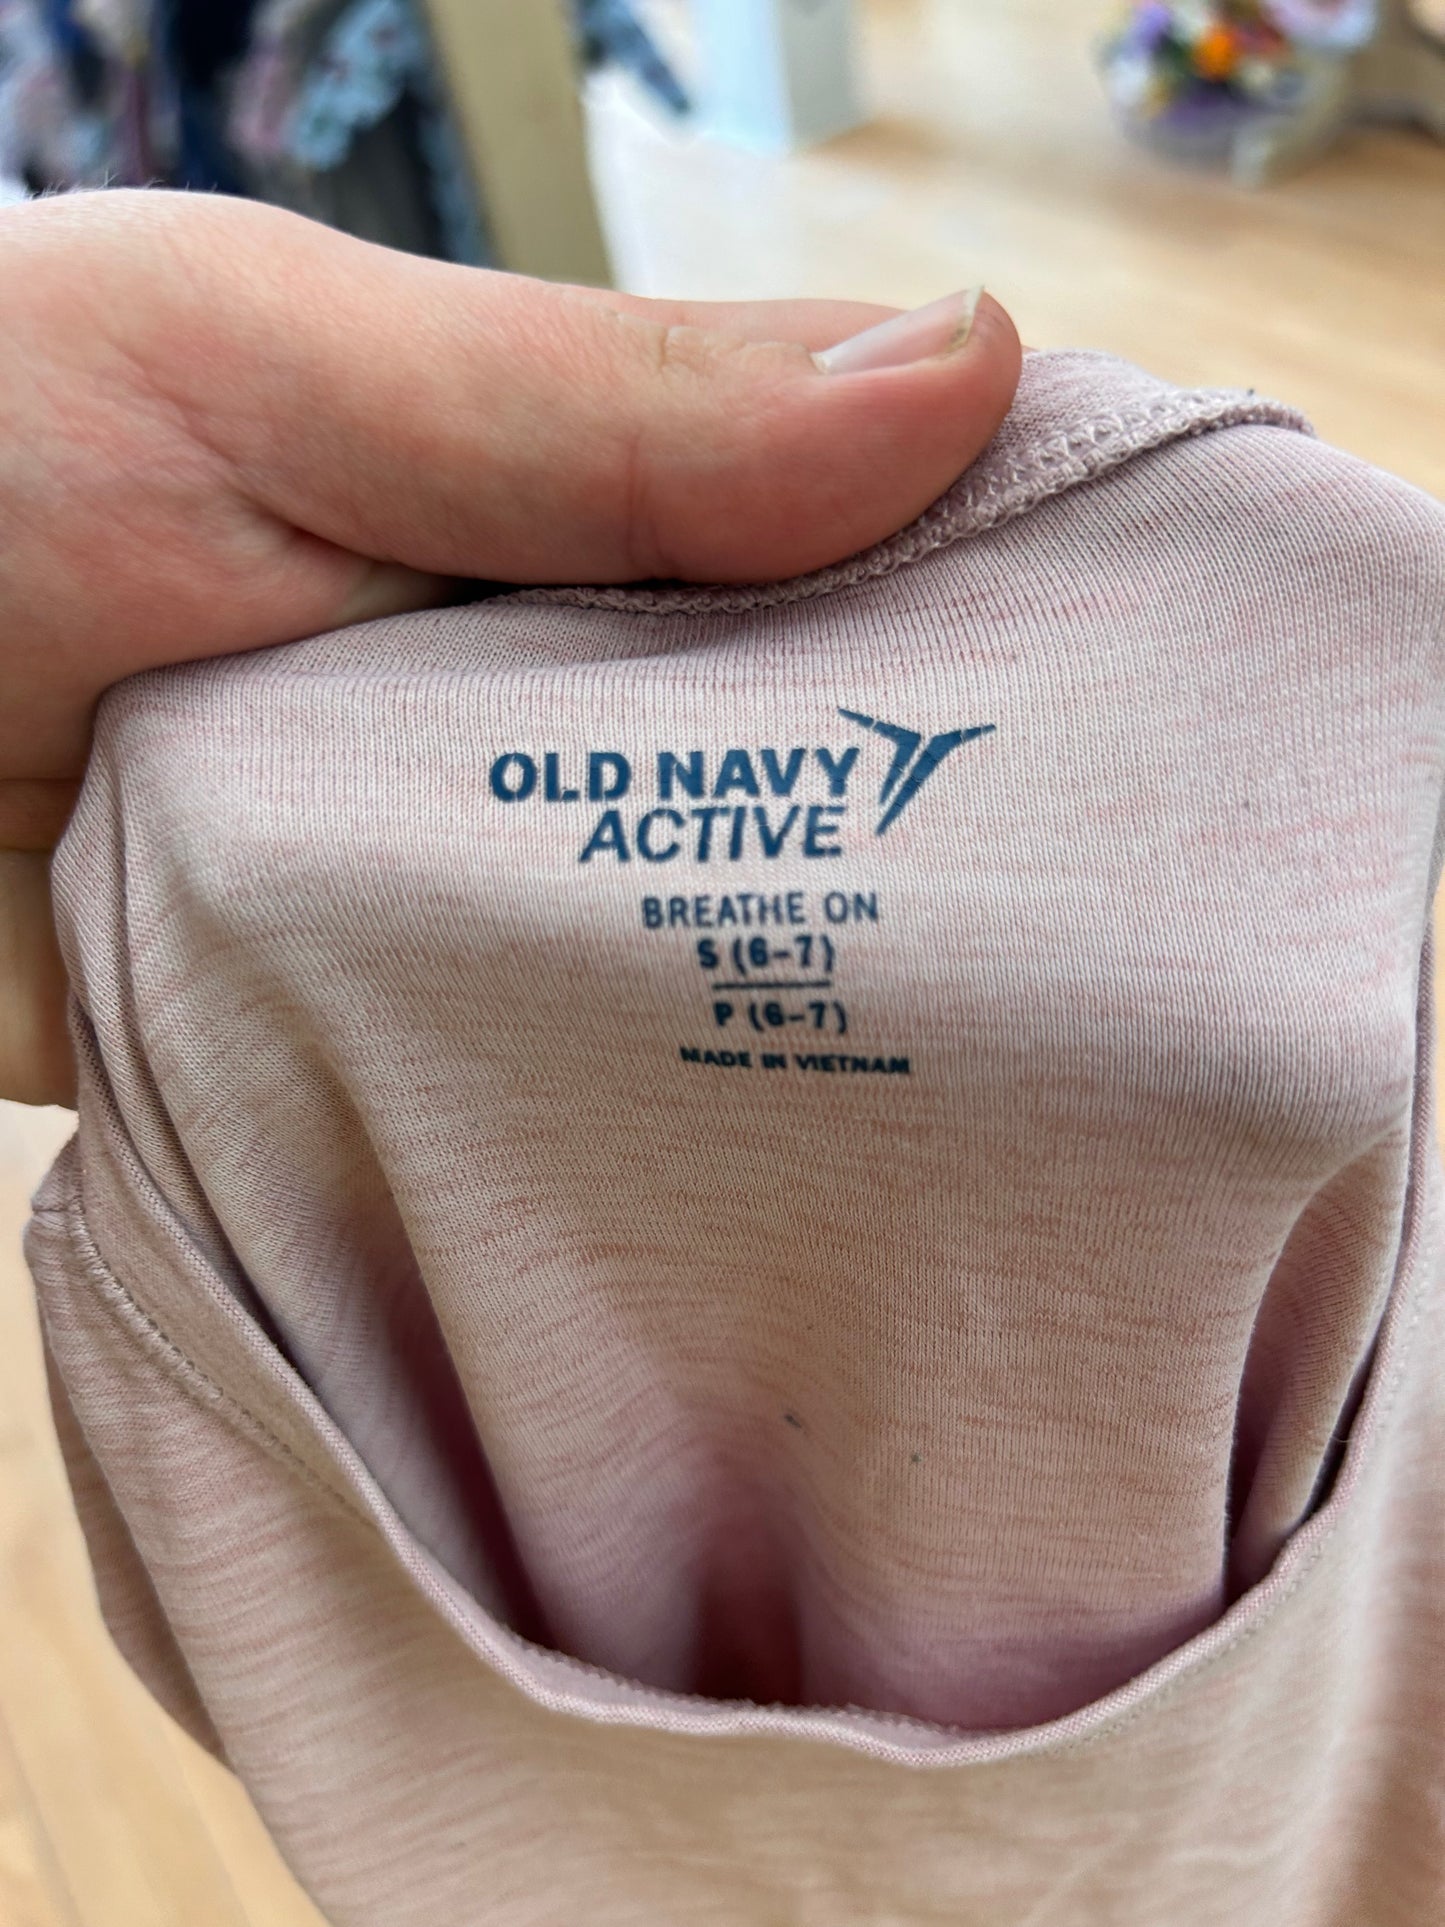 OLD NAVY
ACTIVE
BREATHE ON
S (6-7)
P (6-7)
MADE IN VIETNAM